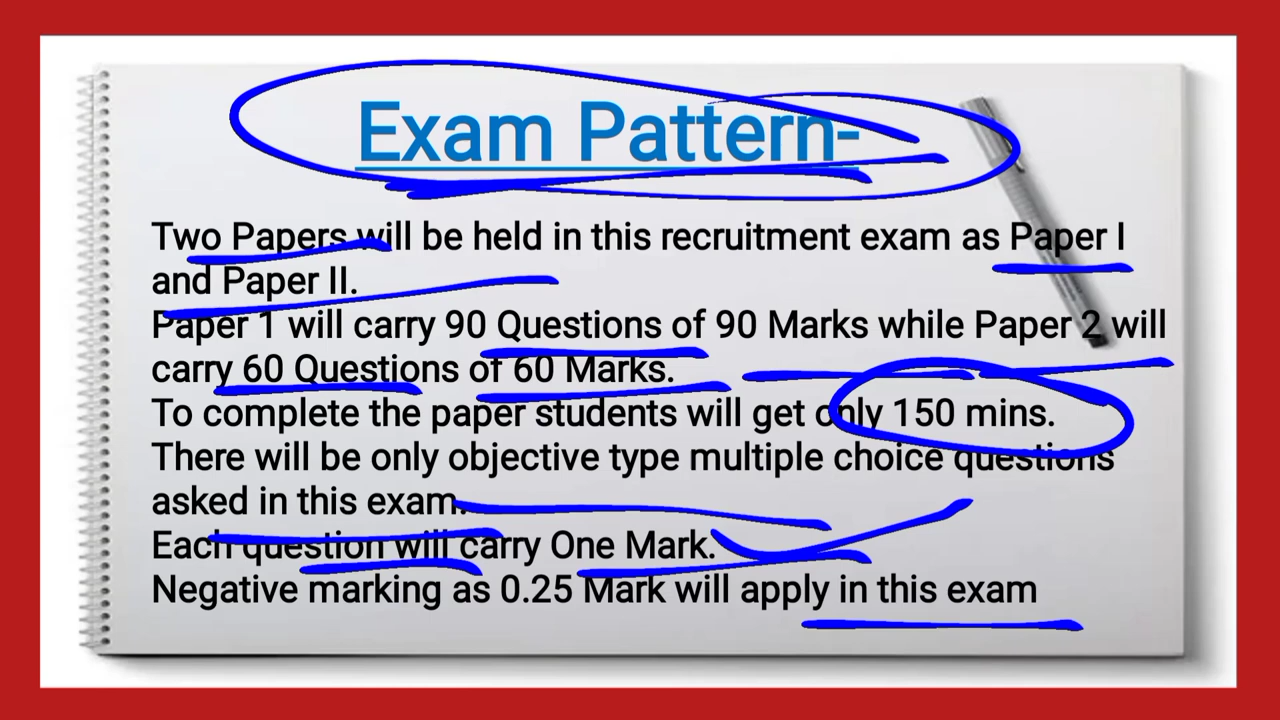 Exam Pattern-
Two Papers will be held in this recruitment exam as Paper I
and Paper II.
Paper 1 will carry 90 Questions of 90 Marks while Paper 2 will
carry 60 Questions of 60 Marks.
To complete the paper students will get only 150 mins.
There will be only objective type multiple choice questions
asked in this exam.
Each question will carry One Mark.
Negative marking as 0.25 Mark will apply in this exam